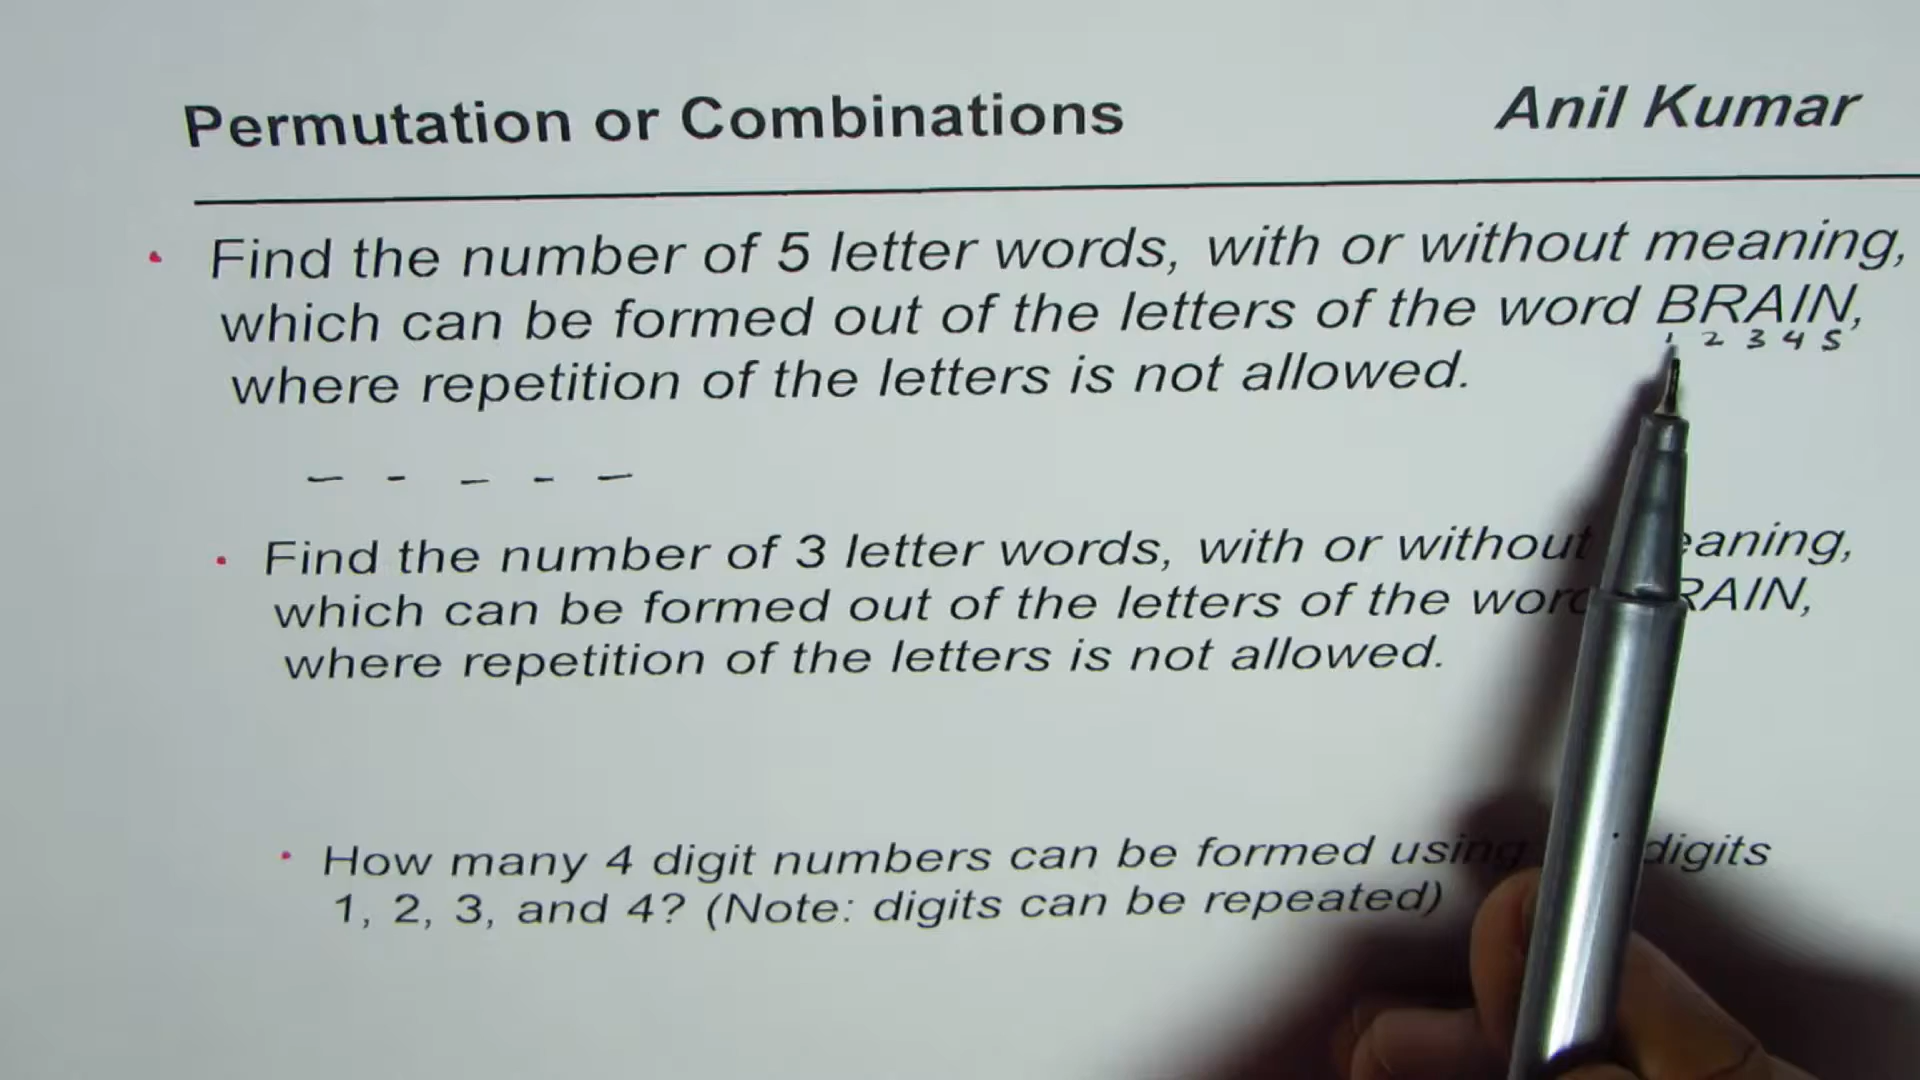 Permutation or Combinations Anil Kumar
• Find the number of 5 letter words, with or without meaning,
which can be formed out of the letters of the word BRAIN,
1 2 3 4 5
where repetition of the letters is not allowed.
– - – - –
• Find the number of 3 letter words, with or without eaning,
which can be formed out of the letters of the wor RAIN,
where repetition of the letters is not allowed.
• How many 4 digit numbers can be formed using digits
1, 2, 3, and 4? (Note: digits can be repeated)